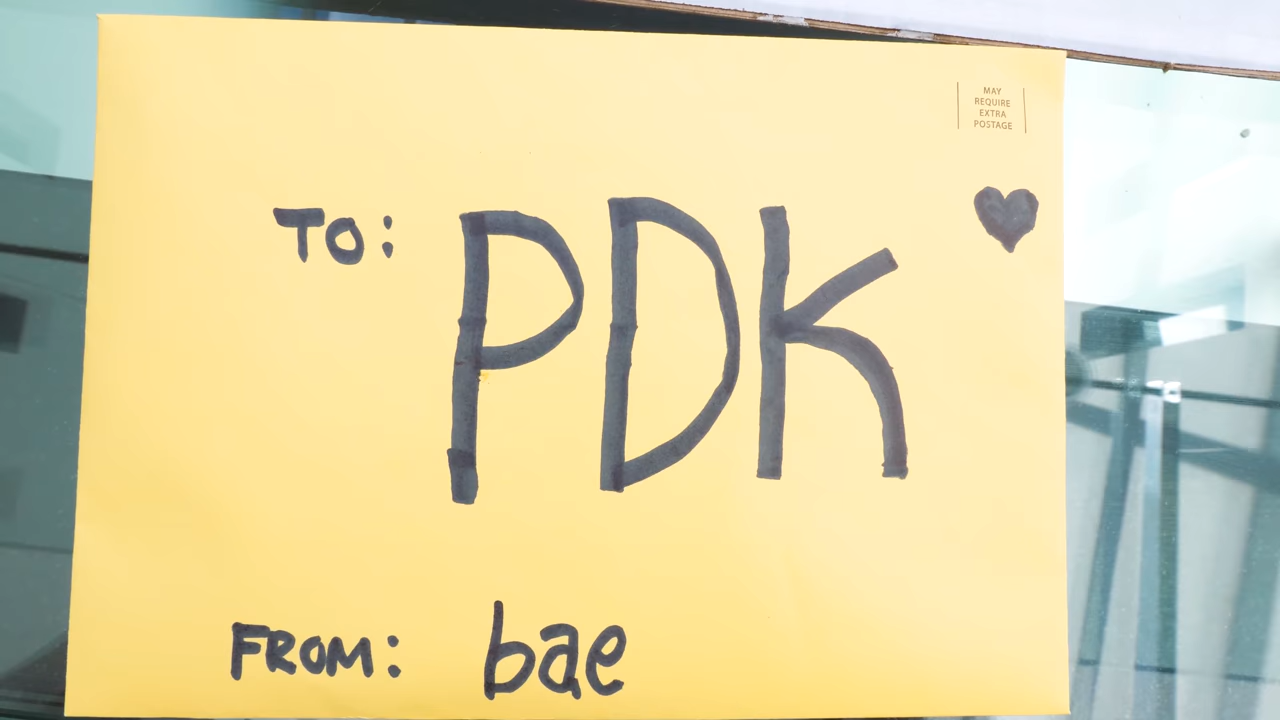 MAY
REQUIRE
EXTRA
POSTAGE
TO: PDK
FROM: bae